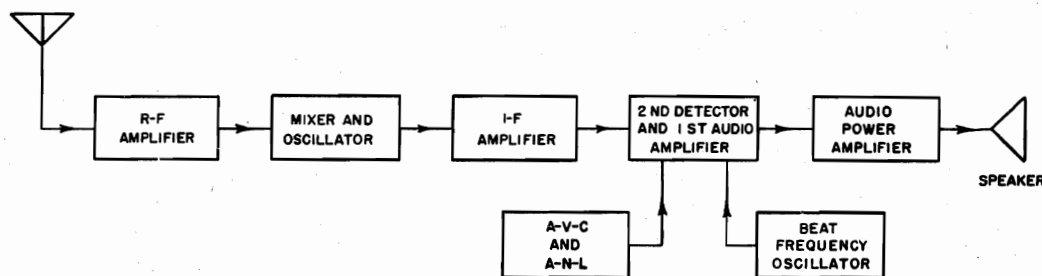 R-F
AMPLIFIER
MIXER AND
OSCILLATOR
I-F
AMPLIFIER
2 ND DETECTOR
AND 1 ST AUDIO
AMPLIFIER
AUDIO
POWER
AMPLIFIER
SPEAKER
A-V-C
AND
A-N-L
BEAT
FREQUENCY
OSCILLATOR